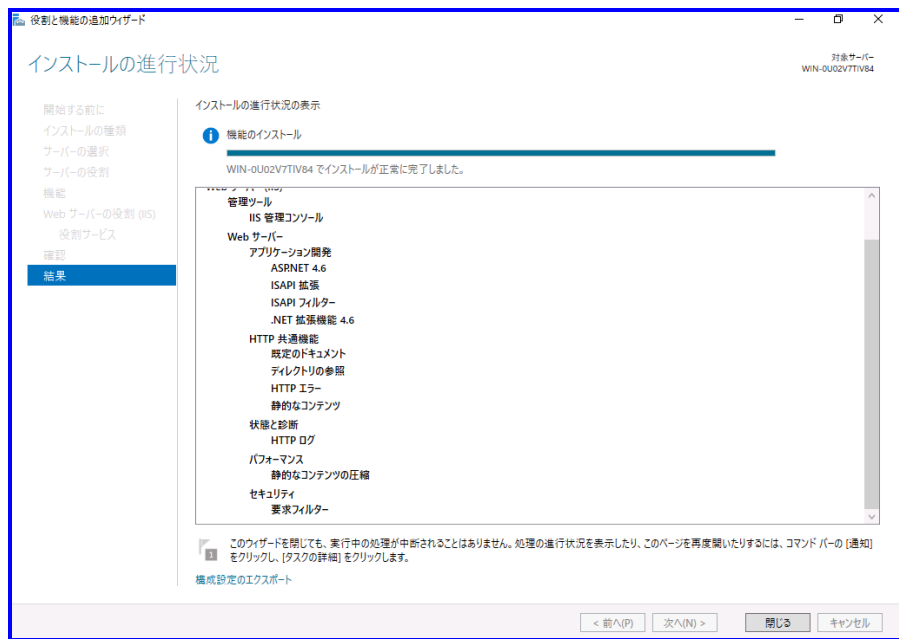 役割と機能の追加ウィザード
インストールの進行状況
対象サーバー
WIN-0U02V7TIV84
開始する前に
インストールの種類
サーバーの選択
サーバーの役割
機能
Web サーバーの役割 (IIS)
役割サービス
確認
結果
インストールの進行状況の表示
機能のインストール
WIN-0U02V7TIV84 でインストールが正常に完了しました。
Web サーバー (IIS)
管理ツール
IIS 管理コンソール
Web サーバー
アプリケーション開発
ASP.NET 4.6
ISAPI 拡張
ISAPI フィルター
.NET 拡張機能 4.6
HTTP 共通機能
既定のドキュメント
ディレクトリの参照
HTTP エラー
静的なコンテンツ
状態と診断
HTTP ログ
パフォーマンス
静的なコンテンツの圧縮
セキュリティ
要求フィルター
1
このウィザードを閉じても、実行中の処理が中断されることはありません。処理の進行状況を表示したり、このページを再度開いたりするには、コマンド バーの [通知]
をクリックし、[タスクの詳細] をクリックします。
構成設定のエクスポート
< 前へ(P)
次へ(N) >
閉じる
キャンセル